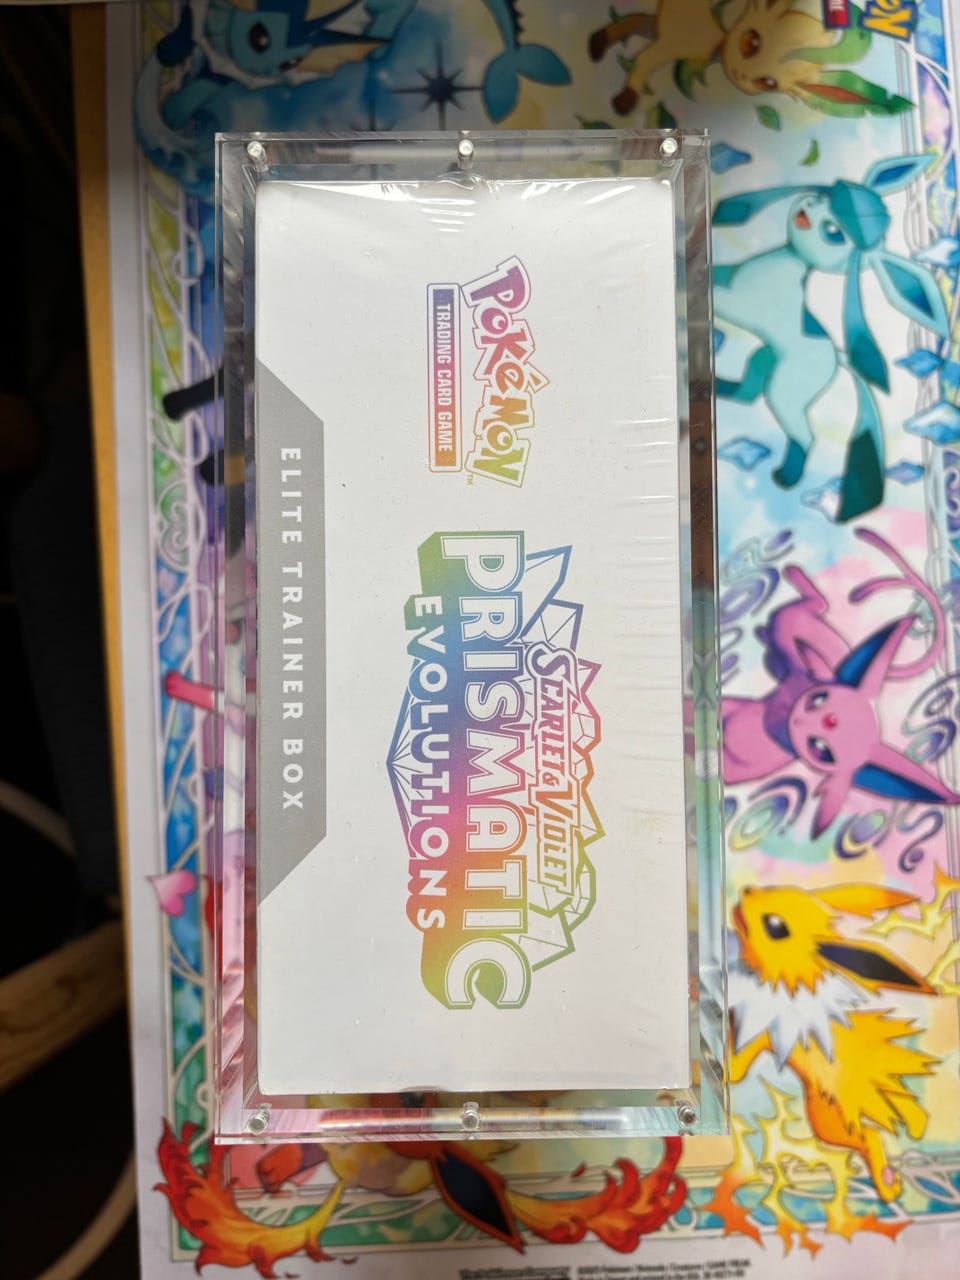 POKéMON
TRADING CARD GAME
SCARLET & VIOLET
PRISMATIC
EVOLUTIONS
ELITE TRAINER BOX